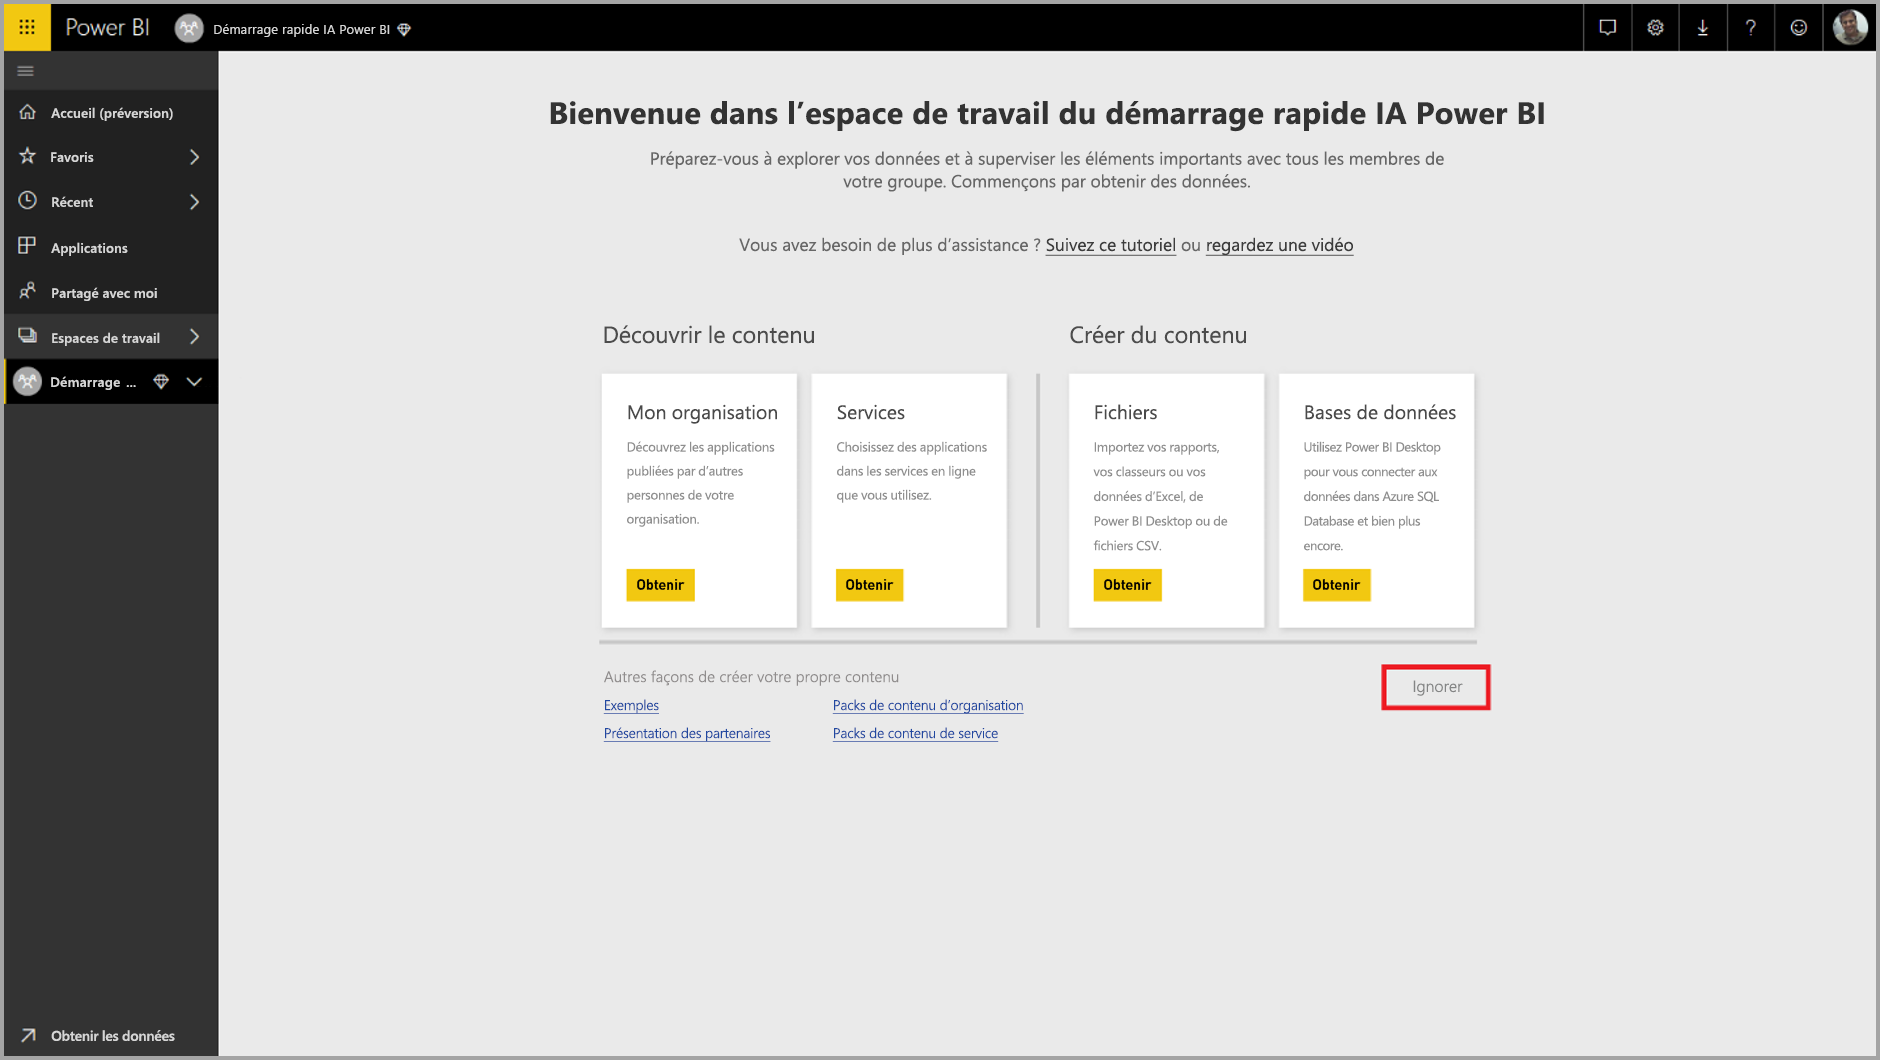 Power BI
Démarrage rapide IA Power BI
?
Accueil (préversion)
Favoris
Récent
Applications
Partagé avec moi
Espaces de travail
Démarrage ...
Obtenir les données
Bienvenue dans l’espace de travail du démarrage rapide IA Power BI
Préparez-vous à explorer vos données et à superviser les éléments importants avec tous les membres de
votre groupe. Commençons par obtenir des données.
Vous avez besoin de plus d’assistance ? Suivez ce tutoriel ou regardez une vidéo
Découvrir le contenu
Mon organisation
Découvrez les applications
publiées par d’autres
personnes de votre
organisation.
Obtenir
Services
Choisissez des applications
dans les services en ligne
que vous utilisez.
Obtenir
Créer du contenu
Fichiers
Importez vos rapports,
vos classeurs ou vos
données d’Excel, de
Power BI Desktop ou de
fichiers CSV.
Obtenir
Bases de données
Utilisez Power BI Desktop
pour vous connecter aux
données dans Azure SQL
Database et bien plus
encore.
Obtenir
Autres façons de créer votre propre contenu
Exemples
Packs de contenu d’organisation
Présentation des partenaires
Packs de contenu de service
Ignorer